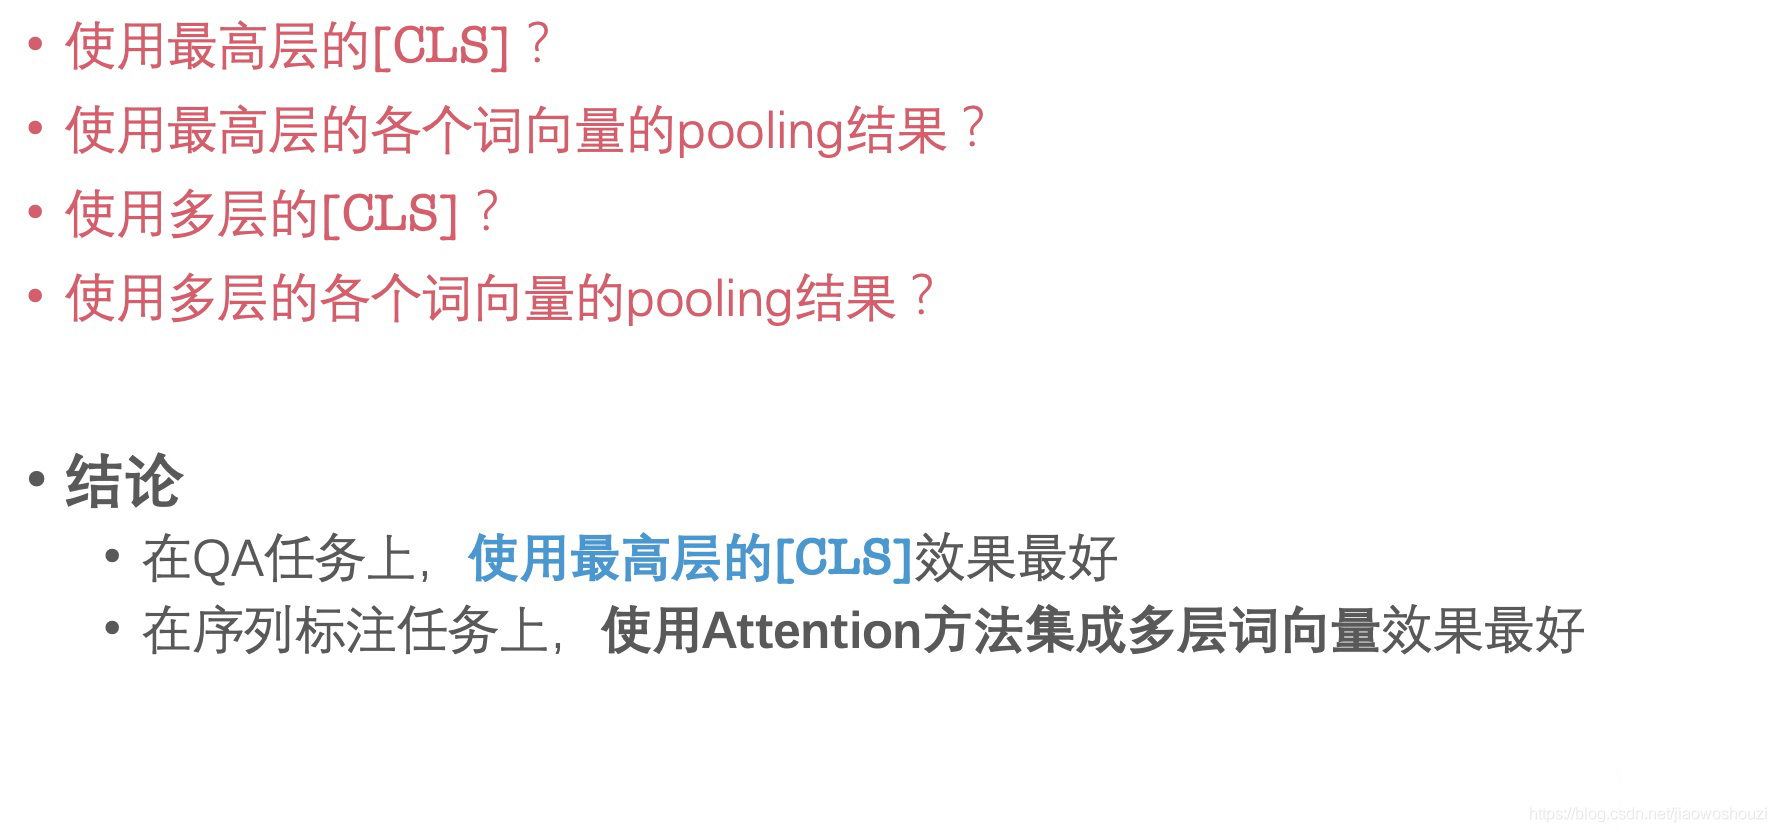 • 使用最高层的[CLS]？
• 使用最高层的各个词向量的pooling结果？
• 使用多层的[CLS]？
• 使用多层的各个词向量的pooling结果？
• 结论
• 在QA任务上，使用最高层的[CLS]效果最好
• 在序列标注任务上，使用Attention方法集成多层词向量效果最好
https://blog.csdn.net/jiaowoshouzi